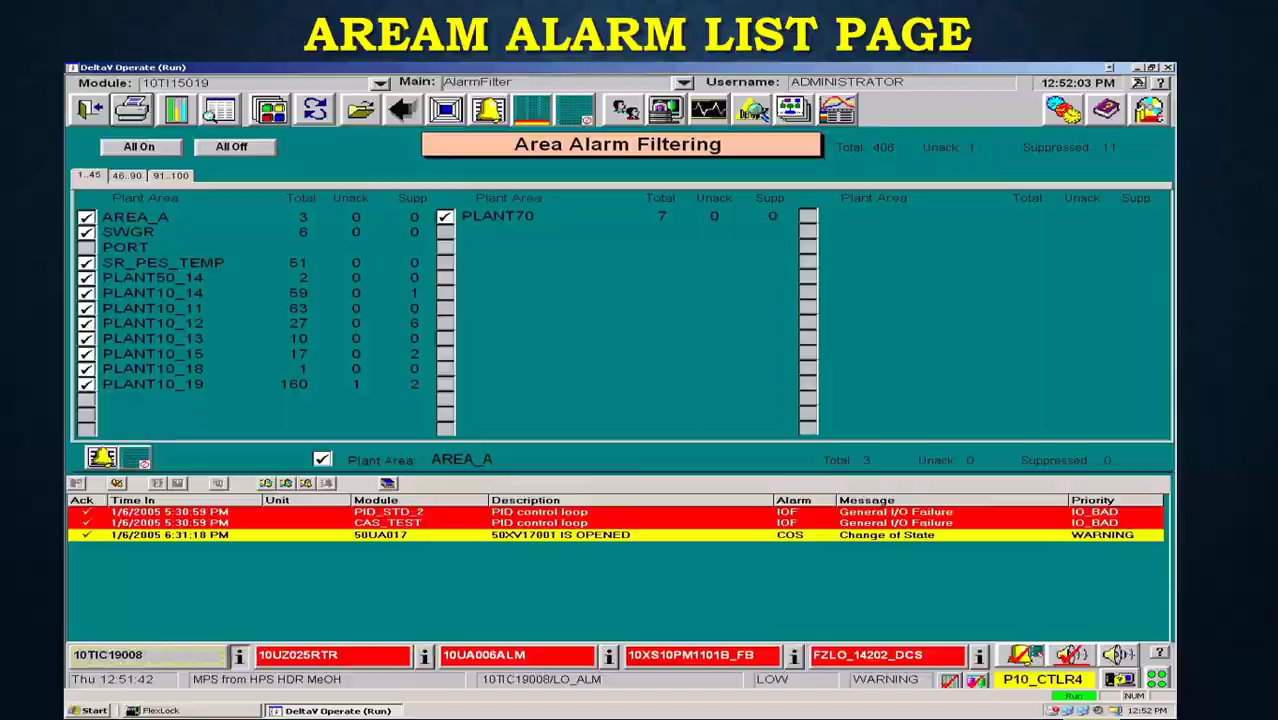 AREAM ALARM LIST PAGE
DeltaV Operate (Run)
Module: 10TI15019 Main: AlarmFilter Username: ADMINISTRATOR 12:52:03 PM ?
All On All Off Area Alarm Filtering Total: 406 Unack: 1 Suppressed: 11
1..45 46..90 91..100
Plant Area Total Unack Supp Plant Area Total Unack Supp Plant Area Total Unack Supp
AREA_A 3 0 0 PLANT70 7 0 0
SWGR 6 0 0
PORT
SR_PES_TEMP 51 0 0
PLANT50_14 2 0 0
PLANT10_14 59 0 1
PLANT10_11 63 0 0
PLANT10_12 27 0 6
PLANT10_13 10 0 0
PLANT10_15 17 0 2
PLANT10_18 1 0 0
PLANT10_19 160 1 2
Plant Area: AREA_A Total: 3 Unack: 0 Suppressed: 0
Ack Time In Unit Module Description Alarm Message Priority
1/6/2005 5:30:59 PM PID_STD_2 PID control loop IOF General I/O Failure IO_BAD
1/6/2005 5:30:59 PM CAS_TEST PID control loop IOF General I/O Failure IO_BAD
1/6/2005 6:31:18 PM 50UA017 50XV17001 IS OPENED COS Change of State WARNING
10TIC19008 i 10UZ025RTR i 10UA006ALM i 10XS10PM1101B_FB i FZLO_14202_DCS i ?
Thu 12:51:42 MPS from HPS HDR MeOH 10TIC19008/LO_ALM LOW WARNING P10_CTLR4
Run NUM
Start FlexLock DeltaV Operate (Run) 12:52 PM